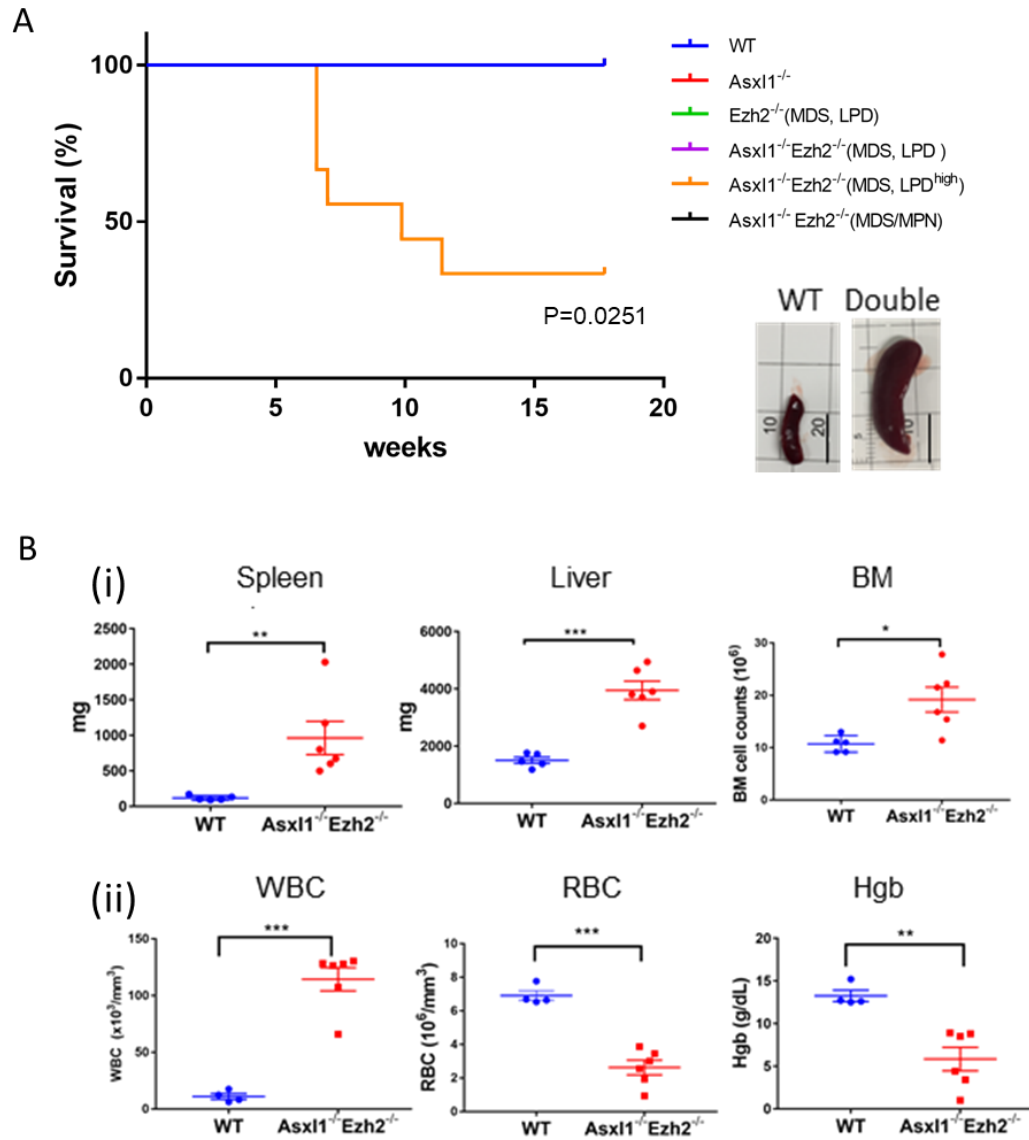 A
Survival (%)
100
50
0
0 5 10 15 20
weeks
P=0.0251
WT
Asxl1⁻/⁻
Ezh2⁻/⁻(MDS, LPD)
Asxl1⁻/⁻Ezh2⁻/⁻(MDS, LPD )
Asxl1⁻/⁻Ezh2⁻/⁻(MDS, LPDʰⁱᵍʰ)
Asxl1⁻/⁻ Ezh2⁻/⁻(MDS/MPN)
WT Double
10 20 5 10
B
(i)
Spleen
mg
2500
2000
1500
1000
500
0
**
WT Asxl1⁻/⁻Ezh2⁻/⁻
Liver
mg
6000
4000
2000
0
***
WT Asxl1⁻/⁻Ezh2⁻/⁻
BM
BM cell counts (10⁶)
30
20
10
0
*
WT Asxl1⁻/⁻Ezh2⁻/⁻
(ii)
WBC
WBC (x10³/mm³)
150
100
50
0
***
WT Asxl1⁻/⁻Ezh2⁻/⁻
RBC
RBC (10⁶/mm³)
8
6
4
2
0
***
WT Asxl1⁻/⁻Ezh2⁻/⁻
Hgb
Hgb (g/dL)
20
15
10
5
0
**
WT Asxl1⁻/⁻Ezh2⁻/⁻